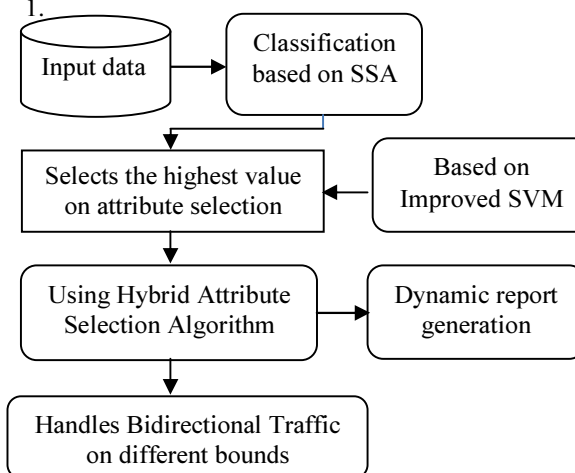 1.
Input data
Classification
based on SSA
Selects the highest value
on attribute selection
Based on
Improved SVM
Using Hybrid Attribute
Selection Algorithm
Dynamic report
generation
Handles Bidirectional Traffic
on different bounds